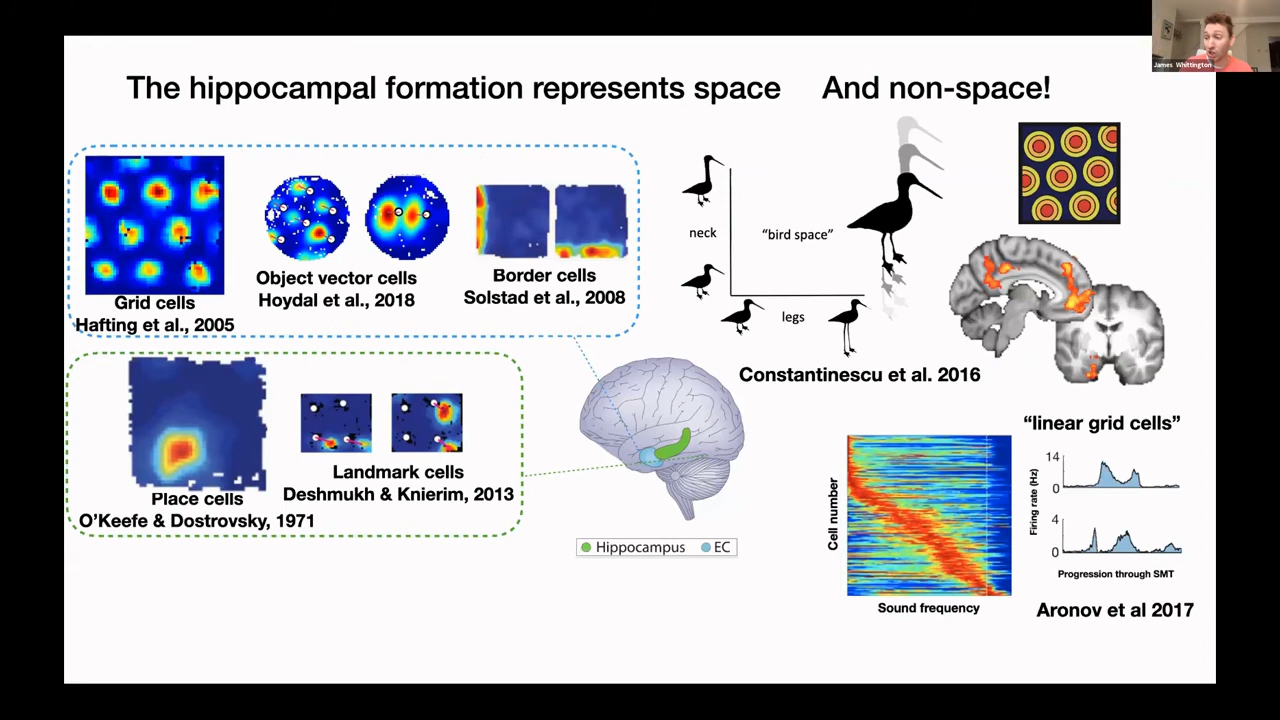 James Whittington
The hippocampal formation represents space
And non-space!
Grid cells
Hafting et al., 2005
Object vector cells
Hoydal et al., 2018
Border cells
Solstad et al., 2008
neck
"bird space"
legs
Constantinescu et al. 2016
Place cells
O'Keefe & Dostrovsky, 1971
Landmark cells
Deshmukh & Knierim, 2013
Hippocampus
EC
Cell number
Sound frequency
"linear grid cells"
Firing rate (Hz)
14
0
4
0
Progression through SMT
Aronov et al 2017